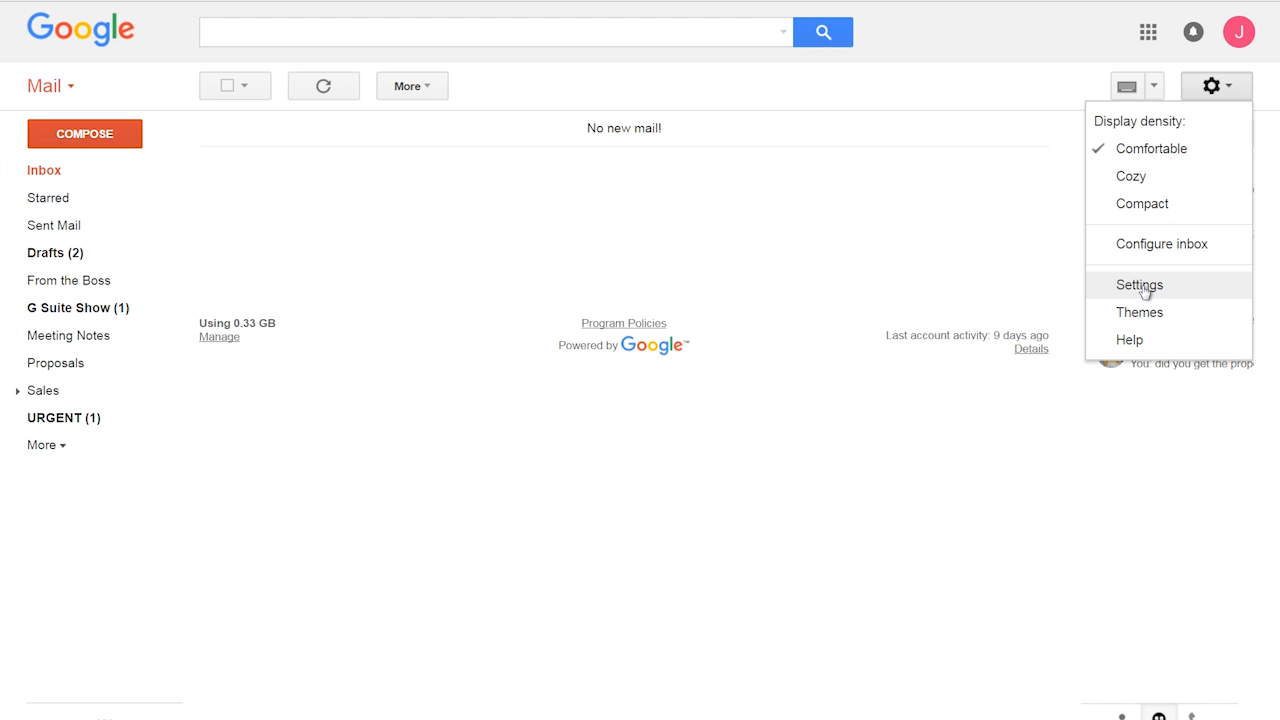 Google
J
Mail
More
COMPOSE
Inbox
Starred
Sent Mail
Drafts (2)
From the Boss
G Suite Show (1)
Meeting Notes
Proposals
Sales
URGENT (1)
More
No new mail!
Using 0.33 GB
Manage
Program Policies
Powered by Google™
Last account activity: 9 days ago
Details
Display density:
Comfortable
Cozy
Compact
Configure inbox
Settings
Themes
Help
You: did you get the prop